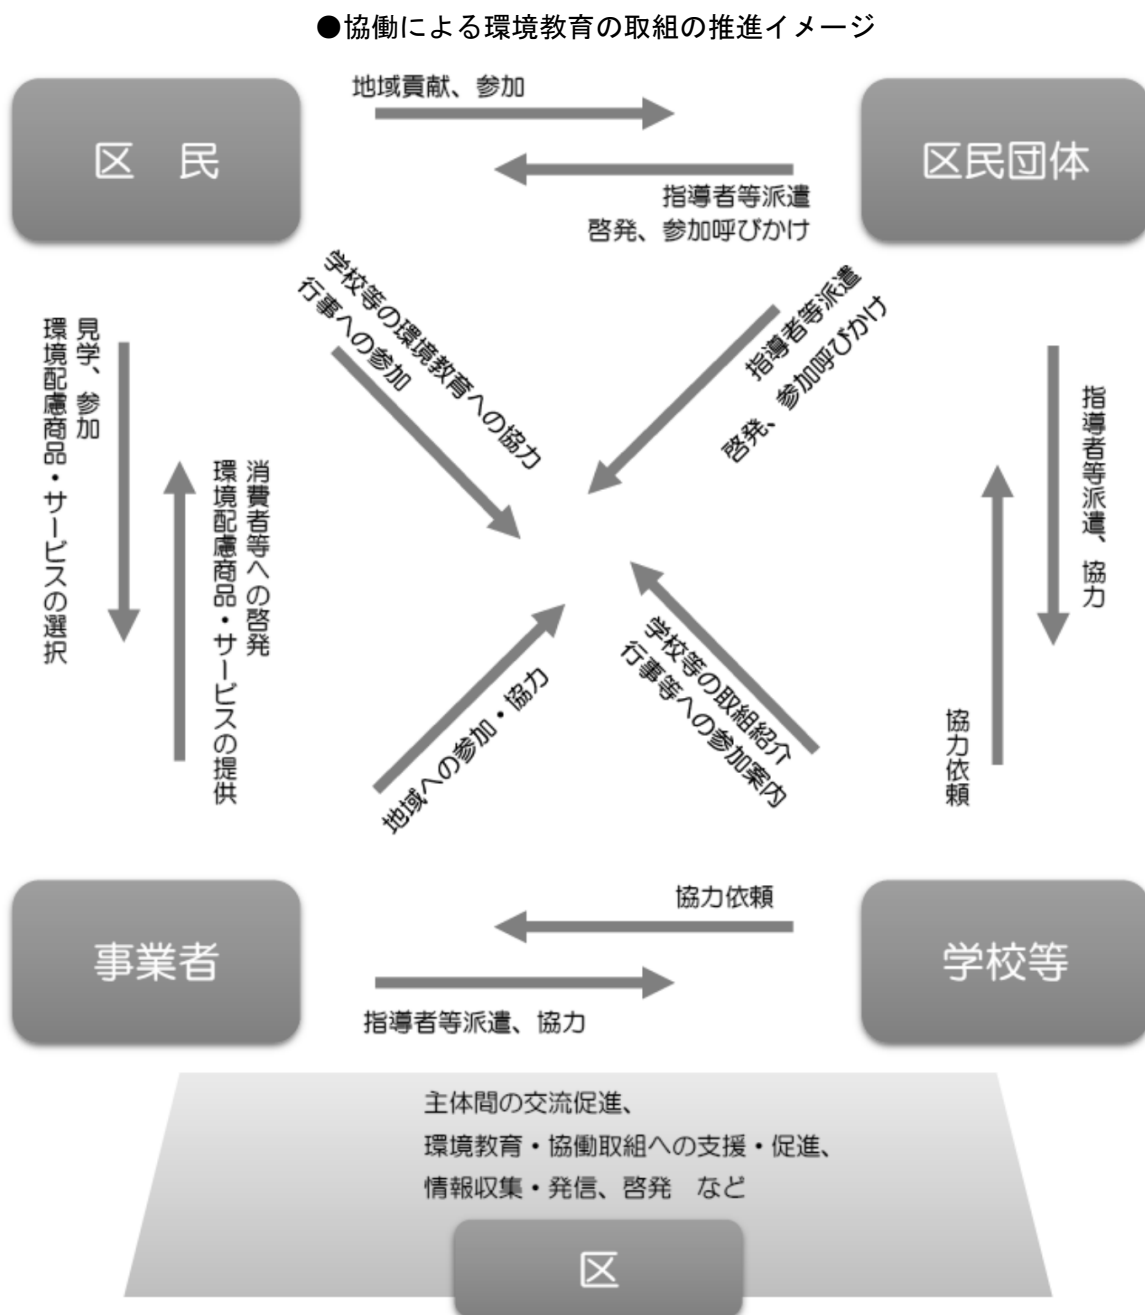 ●協働による環境教育の取組の推進イメージ
地域貢献、参加
区　民
区民団体
指導者等派遣
啓発、参加呼びかけ
学校等の環境教育への協力
行事への参加
指導者等派遣
啓発、参加呼びかけ
見学、参加
環境配慮商品・サービスの選択
消費者等への啓発
環境配慮商品・サービスの提供
指導者等派遣、協力
協力依頼
地域への参加・協力
学校等の取組紹介
行事等への参加案内
事業者
協力依頼
学校等
指導者等派遣、協力
主体間の交流促進、
環境教育・協働取組への支援・促進、
情報収集・発信、啓発　など
区